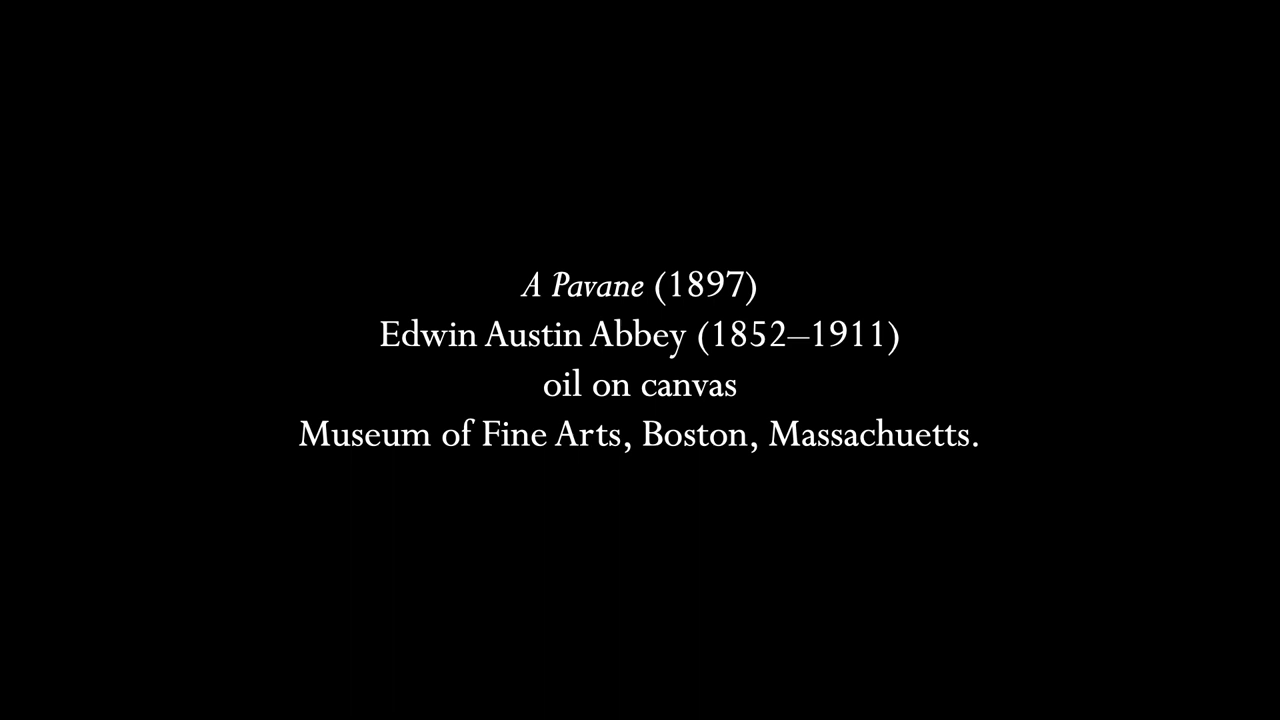 A Pavane (1897)
Edwin Austin Abbey (1852–1911)
oil on canvas
Museum of Fine Arts, Boston, Massachuetts.